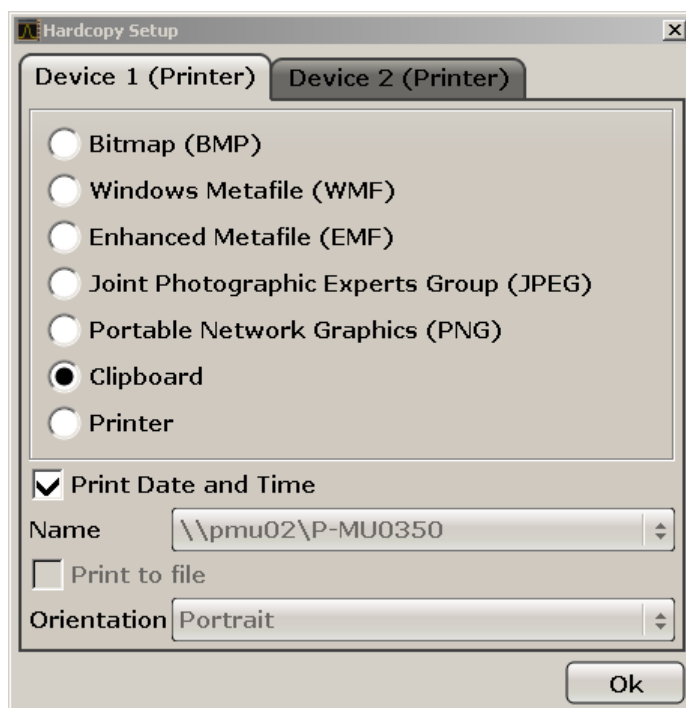 Hardcopy Setup
Device 1 (Printer) Device 2 (Printer)
Bitmap (BMP)
Windows Metafile (WMF)
Enhanced Metafile (EMF)
Joint Photographic Experts Group (JPEG)
Portable Network Graphics (PNG)
Clipboard
Printer
Print Date and Time
Name \\pmu02\P-MU0350
Print to file
Orientation Portrait
Ok